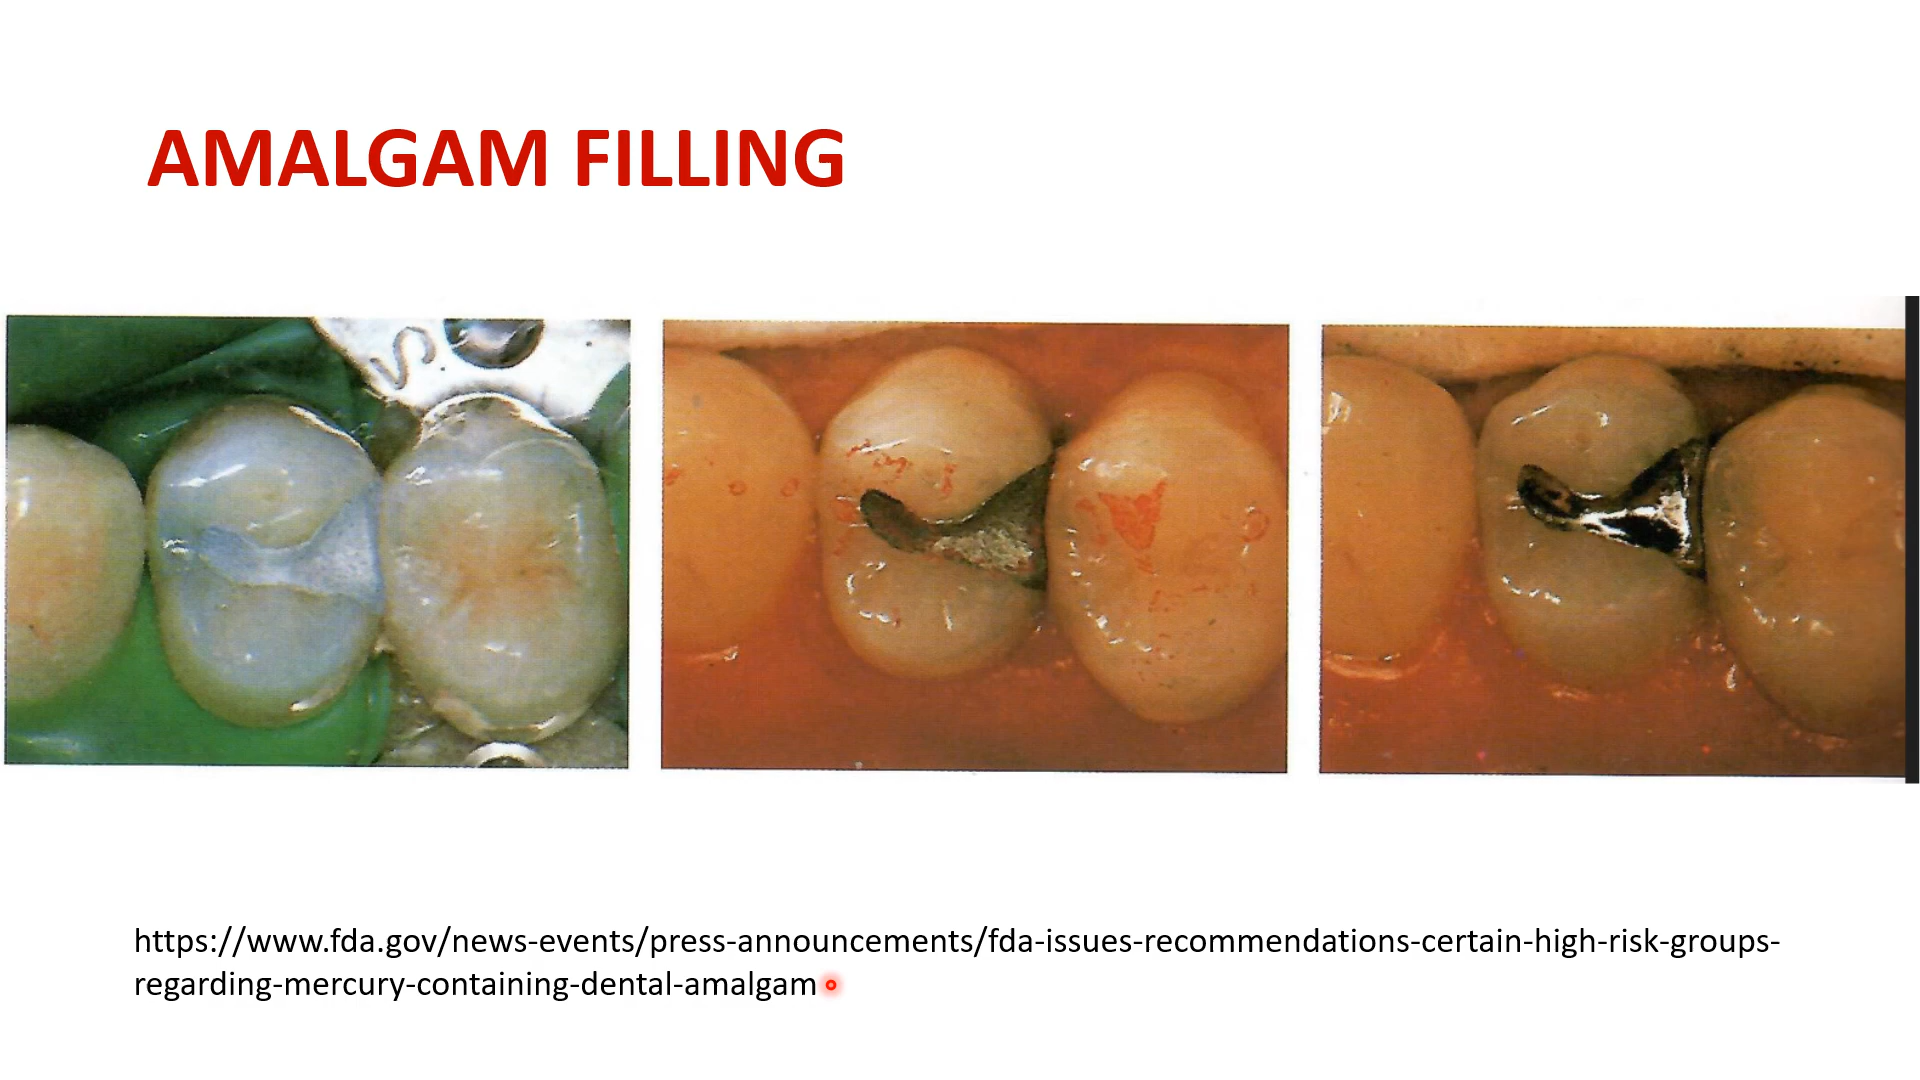 AMALGAM FILLING
S
https://www.fda.gov/news-events/press-announcements/fda-issues-recommendations-certain-high-risk-groups-
regarding-mercury-containing-dental-amalgam